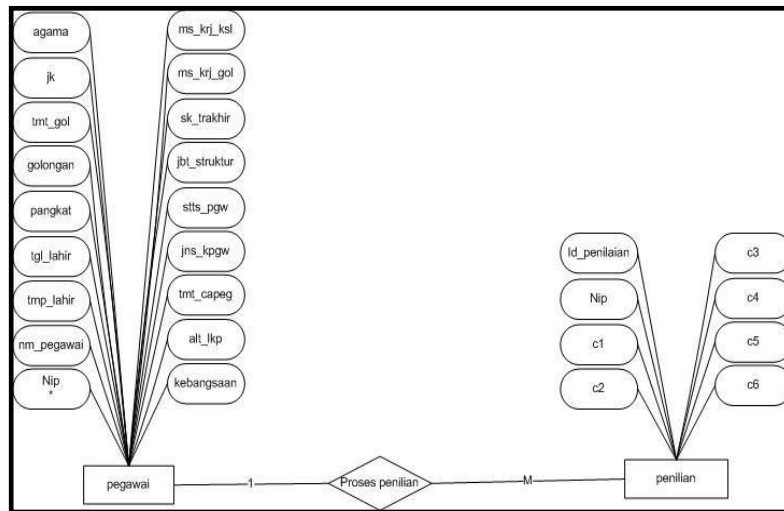 agama
jk
tmt_gol
golongan
pangkat
tgl_lahir
tmp_lahir
nm_pegawai
Nip
*
ms_krj_ksl
ms_krj_gol
sk_trakhir
jbt_struktur
stts_pgw
jns_kpgw
tmt_capeg
alt_lkp
kebangsaan
Id_penilaian
Nip
c1
c2
c3
c4
c5
c6
pegawai
1
Proses penilian
M
penilian